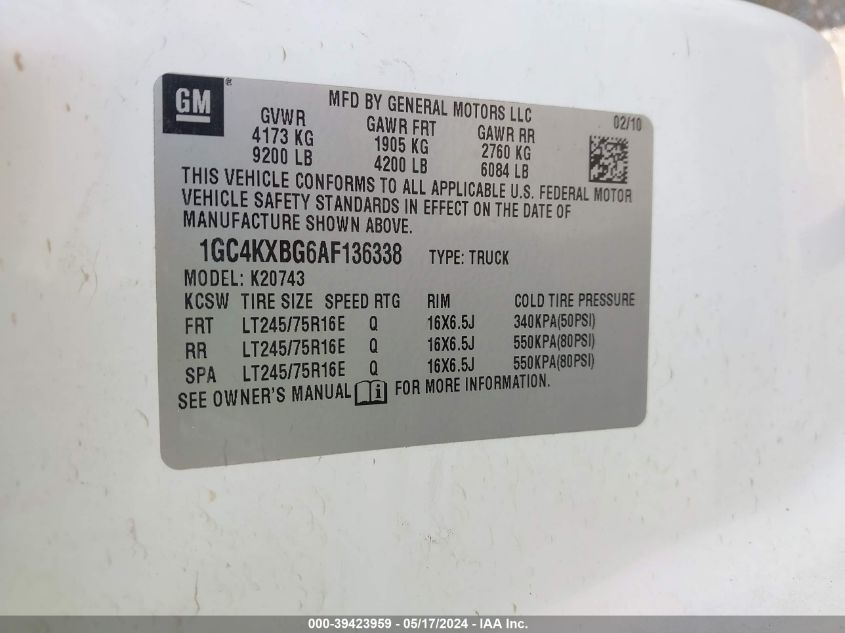 GM ®
MFD BY GENERAL MOTORS LLC
02/10
GVWR GAWR FRT GAWR RR
4173 KG 1905 KG 2760 KG
9200 LB 4200 LB 6084 LB
THIS VEHICLE CONFORMS TO ALL APPLICABLE U.S. FEDERAL MOTOR
VEHICLE SAFETY STANDARDS IN EFFECT ON THE DATE OF
MANUFACTURE SHOWN ABOVE.
1GC4KXBG6AF136338 TYPE: TRUCK
MODEL: K20743
KCSW TIRE SIZE SPEED RTG RIM COLD TIRE PRESSURE
FRT LT245/75R16E Q 16X6.5J 340KPA(50PSI)
RR LT245/75R16E Q 16X6.5J 550KPA(80PSI)
SPA LT245/75R16E Q 16X6.5J 550KPA(80PSI)
SEE OWNER'S MANUAL i FOR MORE INFORMATION.
000-39423959 - 05/17/2024 - IAA Inc.